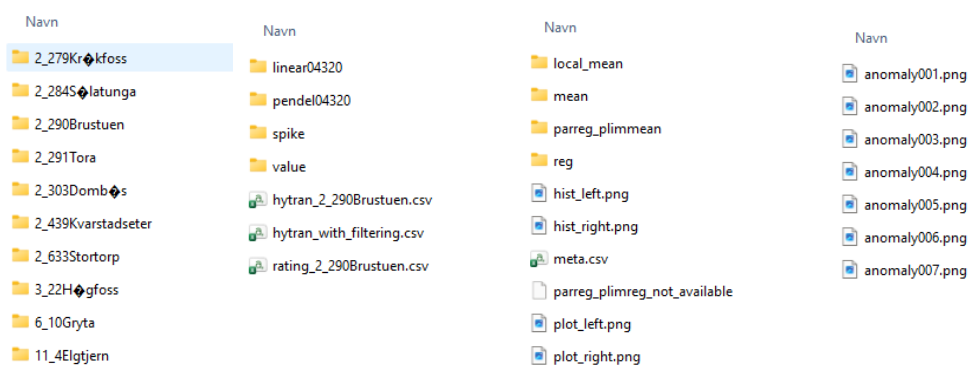 Navn
2_279Kr�kfoss
2_284S�latunga
2_290Brustuen
2_291Tora
2_303Domb�s
2_439Kvarstadseter
2_633Stortorp
3_22H�gfoss
6_10Gryta
11_4Elgtjern
Navn
linear04320
pendel04320
spike
value
hytran_2_290Brustuen.csv
hytran_with_filtering.csv
rating_2_290Brustuen.csv
Navn
local_mean
mean
parreg_plimmean
reg
hist_left.png
hist_right.png
meta.csv
parreg_plimreg_not_available
plot_left.png
plot_right.png
Navn
anomaly001.png
anomaly002.png
anomaly003.png
anomaly004.png
anomaly005.png
anomaly006.png
anomaly007.png